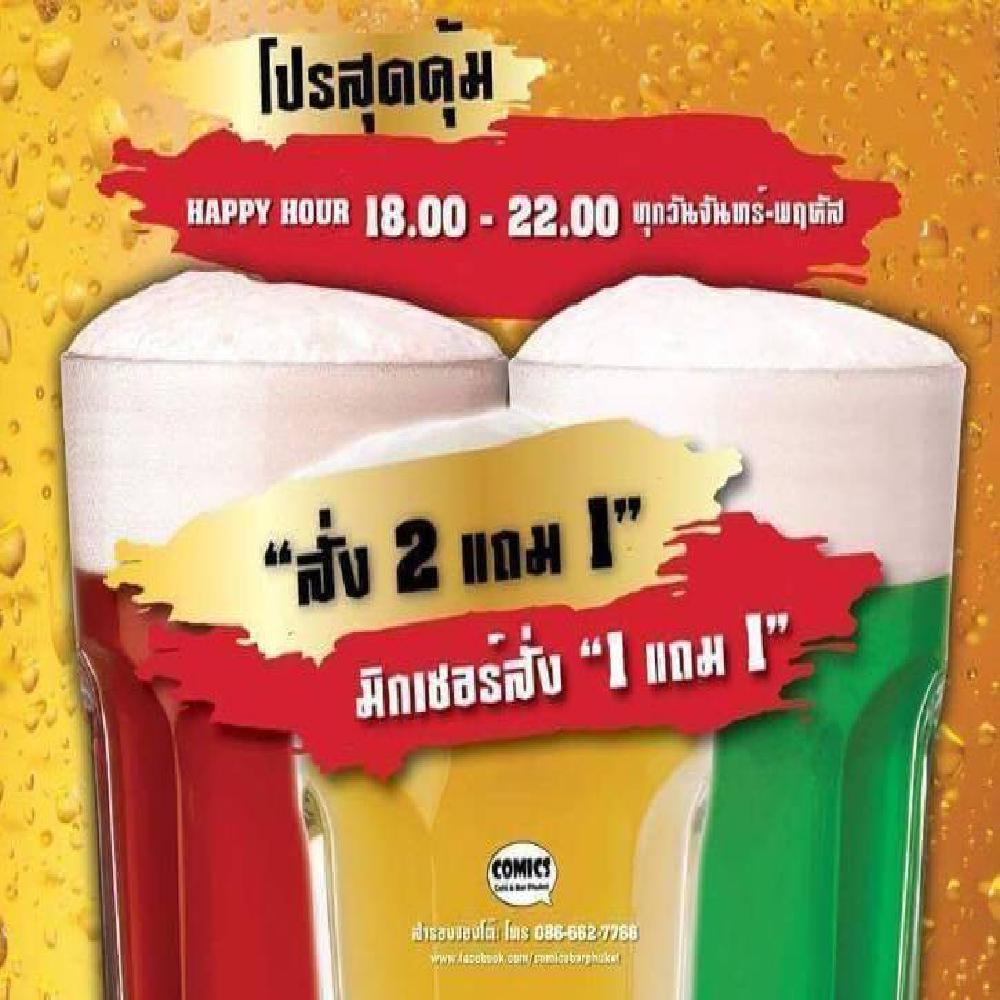 โปรสุดคุ้ม
HAPPY HOUR 18.00 - 22.00 ทุกวันจันทร์-พฤหัส
“สั่ง 2 แถม 1”
มิกเซอร์สั่ง “1 แถม 1”
COMICS
Café & Bar Phuket
สำรองจองโต๊ะ โทร 086-662-7766
www.facebook.com/comicsbarphuket